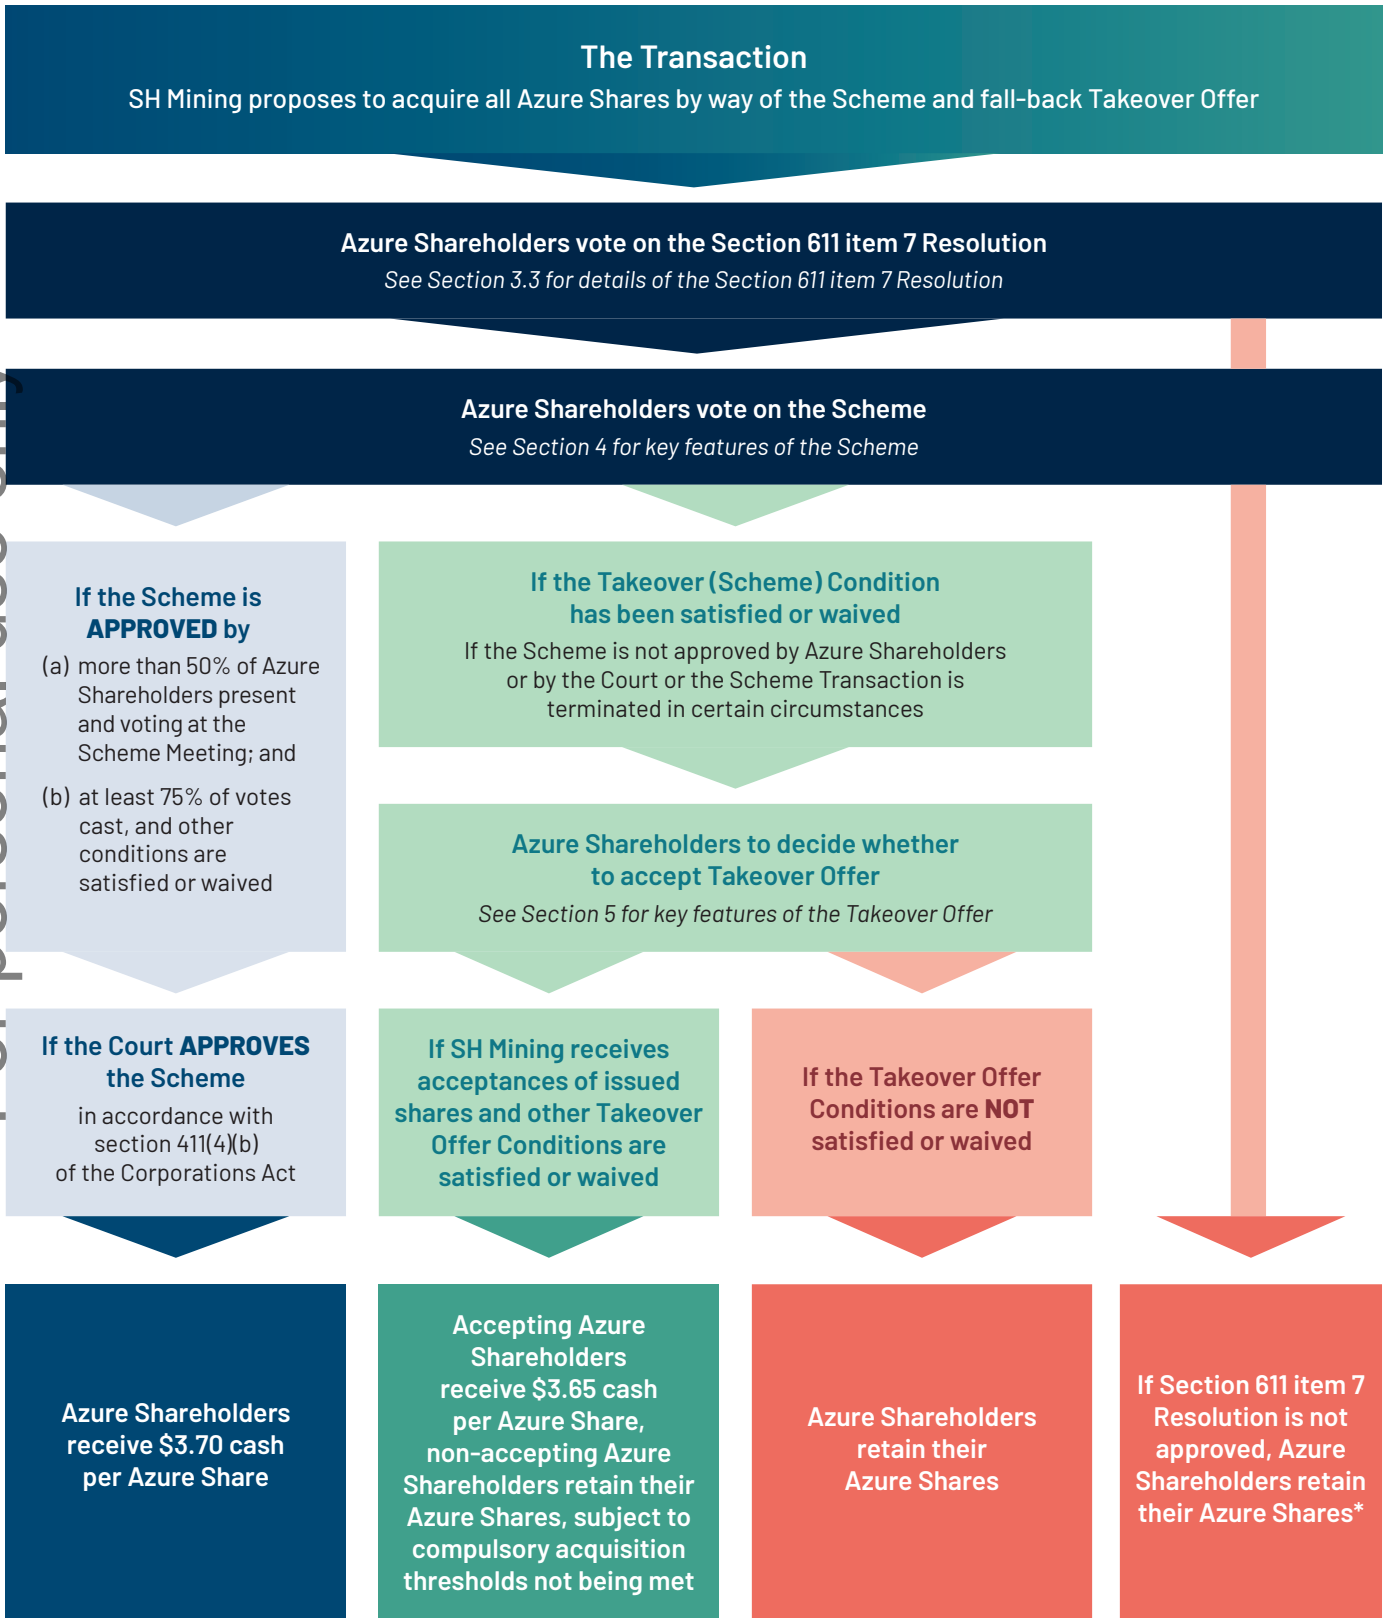 The Transaction
SH Mining proposes to acquire all Azure Shares by way of the Scheme and fall-back Takeover Offer
Azure Shareholders vote on the Section 611 item 7 Resolution
See Section 3.3 for details of the Section 611 item 7 Resolution
Azure Shareholders vote on the Scheme
See Section 4 for key features of the Scheme
If the Scheme is
APPROVED by
(a) more than 50% of Azure
Shareholders present
and voting at the
Scheme Meeting; and
(b) at least 75% of votes
cast, and other
conditions are
satisfied or waived
If the Takeover (Scheme) Condition
has been satisfied or waived
If the Scheme is not approved by Azure Shareholders
or by the Court or the Scheme Transaction is
terminated in certain circumstances
Azure Shareholders to decide whether
to accept Takeover Offer
See Section 5 for key features of the Takeover Offer
If the Court APPROVES
the Scheme
in accordance with
section 411(4)(b)
of the Corporations Act
If SH Mining receives
acceptances of issued
shares and other Takeover
Offer Conditions are
satisfied or waived
If the Takeover Offer
Conditions are NOT
satisfied or waived
Azure Shareholders
receive $3.70 cash
per Azure Share
Accepting Azure
Shareholders
receive $3.65 cash
per Azure Share,
non-accepting Azure
Shareholders retain their
Azure Shares, subject to
compulsory acquisition
thresholds not being met
Azure Shareholders
retain their
Azure Shares
If Section 611 item 7
Resolution is not
approved, Azure
Shareholders retain
their Azure Shares*